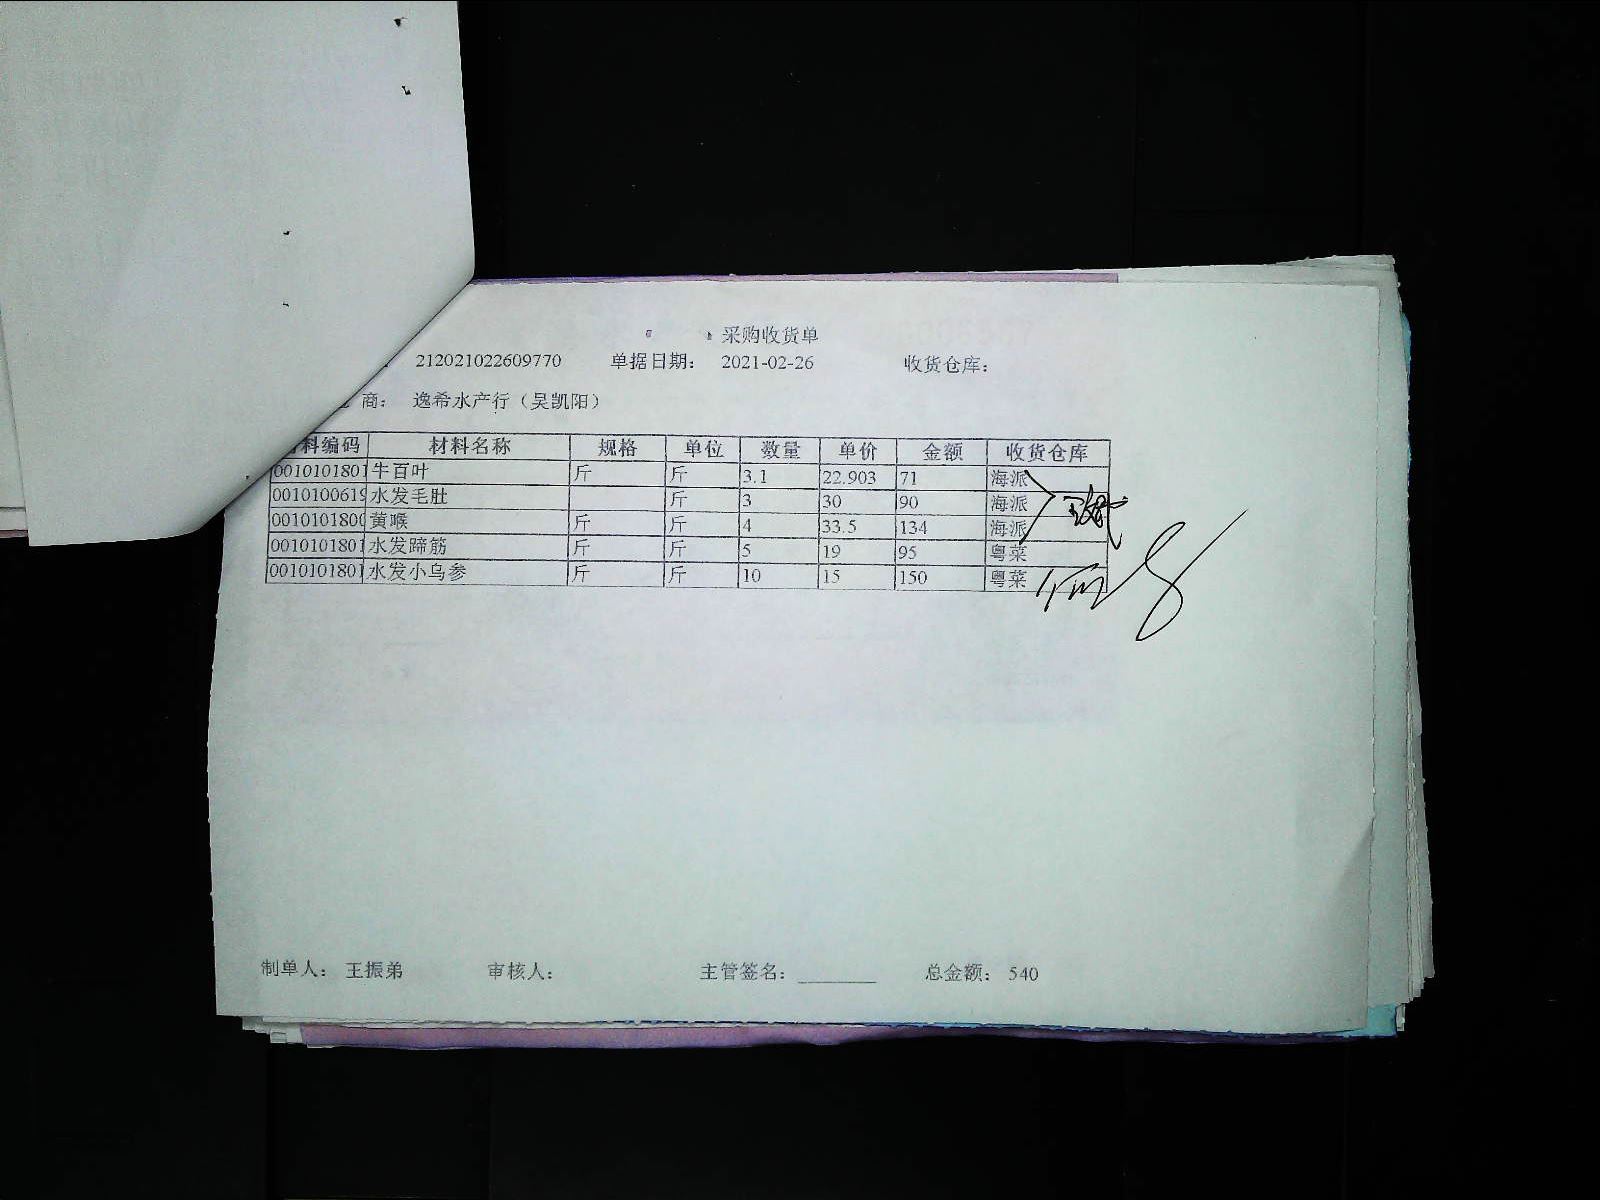 采购收货单
212021022609770 单据日期： 2021-02-26 收货仓库：
商： 逸希水产行（吴凯阳）
料编码 材料名称 规格 单位 数量 单价 金额 收货仓库
0010101801 牛百叶 斤 斤 3.1 22.903 71 海派
0010100619 水发毛肚 斤 3 30 90 海派
0010101800 黄喉 斤 斤 4 33.5 134 海派
0010101801 水发蹄筋 斤 斤 5 19 95 粤菜
0010101801 水发小乌参 斤 斤 10 15 150 粤菜
制单人： 王振弟 审核人： 主管签名： 总金额： 540